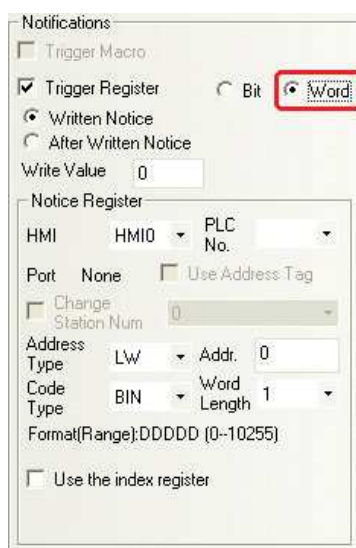 Notifications
Trigger Macro
Trigger Register Bit Word
Written Notice
After Written Notice
Write Value 0
Notice Register
HMI HMI0 PLC No.
Port None Use Address Tag
Change Station Num 0
Address Type LW Addr. 0
Code Type BIN Word Length 1
Format(Range):DDDDD (0--10255)
Use the index register